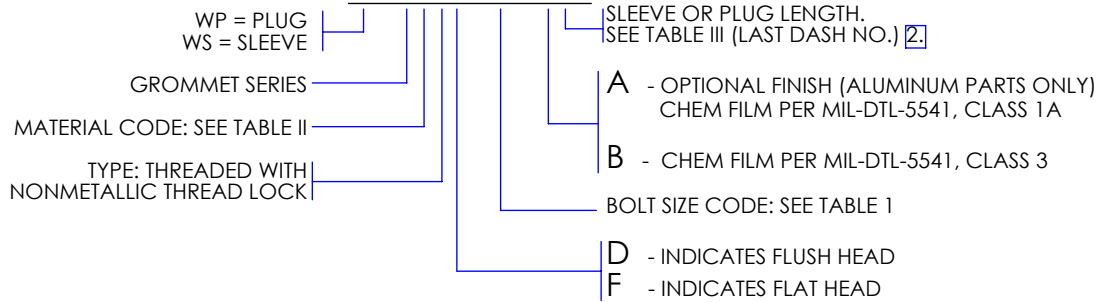 WP = PLUG
WS = SLEEVE
GROMMET SERIES
MATERIAL CODE: SEE TABLE II
TYPE: THREADED WITH
NONMETALLIC THREAD LOCK
SLEEVE OR PLUG LENGTH.
SEE TABLE III (LAST DASH NO.) 2.
A - OPTIONAL FINISH (ALUMINUM PARTS ONLY)
CHEM FILM PER MIL-DTL-5541, CLASS 1A
B - CHEM FILM PER MIL-DTL-5541, CLASS 3
BOLT SIZE CODE: SEE TABLE 1
D - INDICATES FLUSH HEAD
F - INDICATES FLAT HEAD